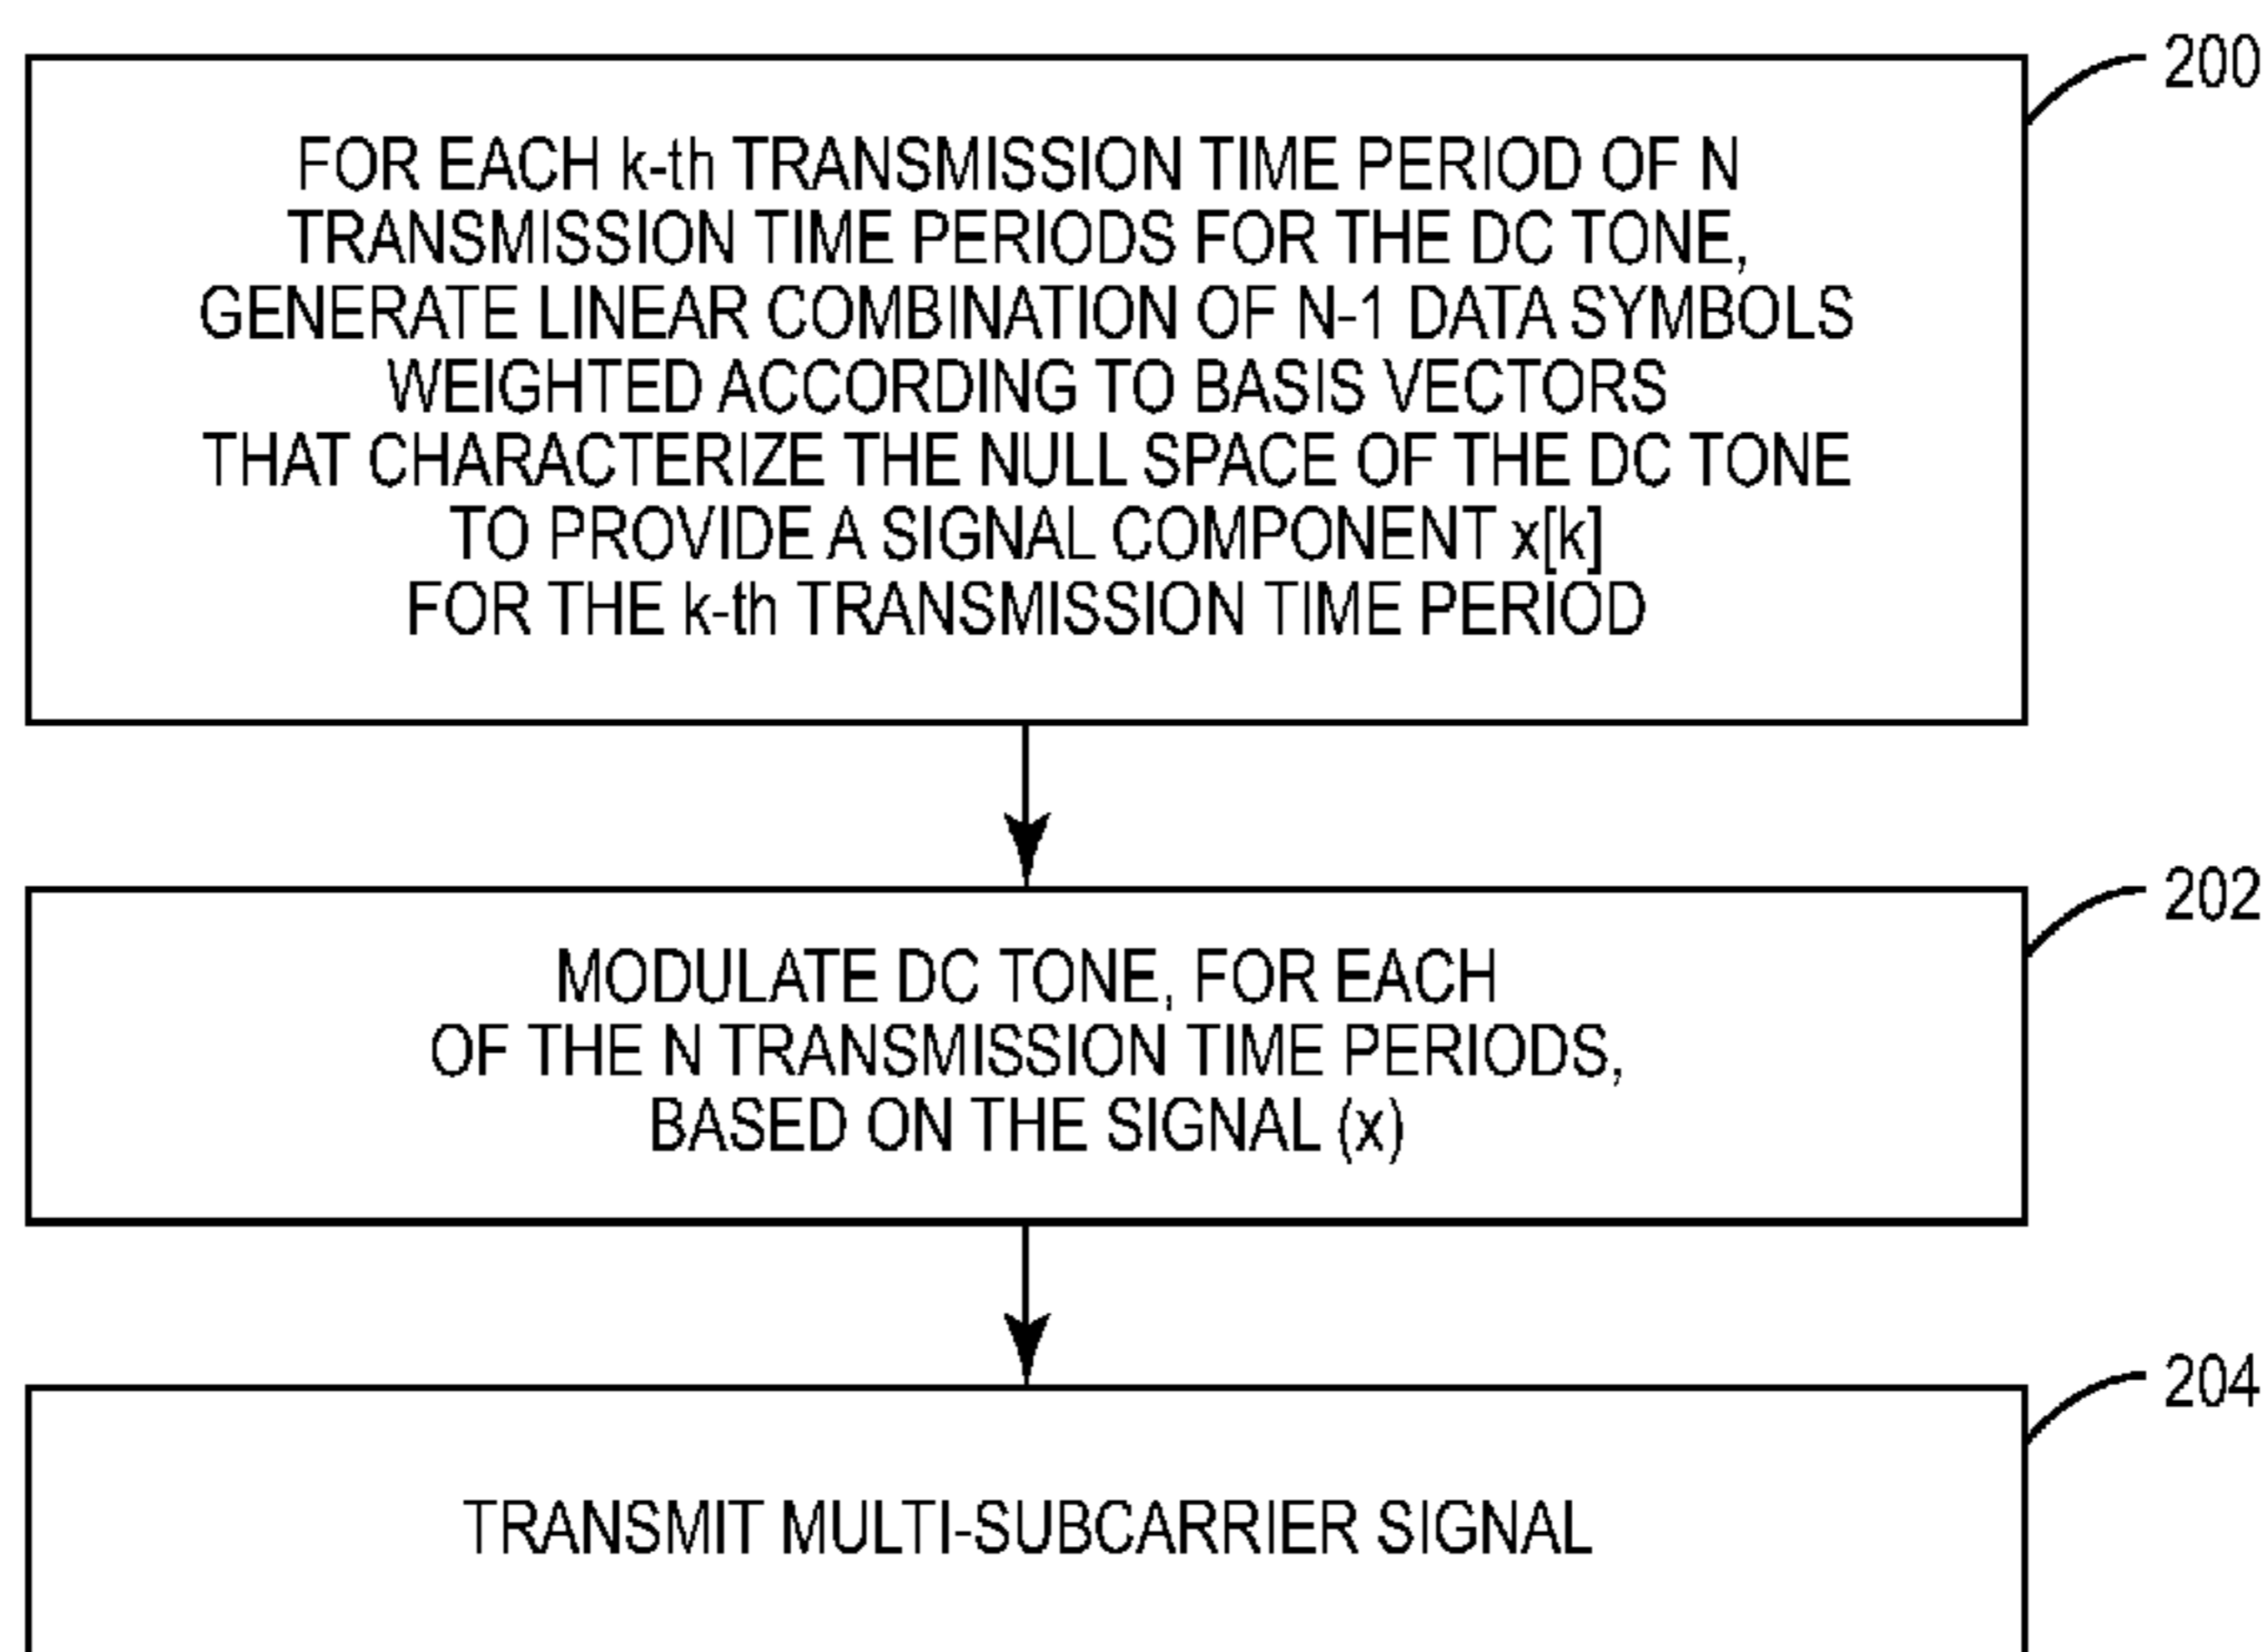 200
FOR EACH k-th TRANSMISSION TIME PERIOD OF N
TRANSMISSION TIME PERIODS FOR THE DC TONE,
GENERATE LINEAR COMBINATION OF N-1 DATA SYMBOLS
WEIGHTED ACCORDING TO BASIS VECTORS
THAT CHARACTERIZE THE NULL SPACE OF THE DC TONE
TO PROVIDE A SIGNAL COMPONENT x[k]
FOR THE k-th TRANSMISSION TIME PERIOD
202
MODULATE DC TONE, FOR EACH
OF THE N TRANSMISSION TIME PERIODS,
BASED ON THE SIGNAL (x)
204
TRANSMIT MULTI-SUBCARRIER SIGNAL